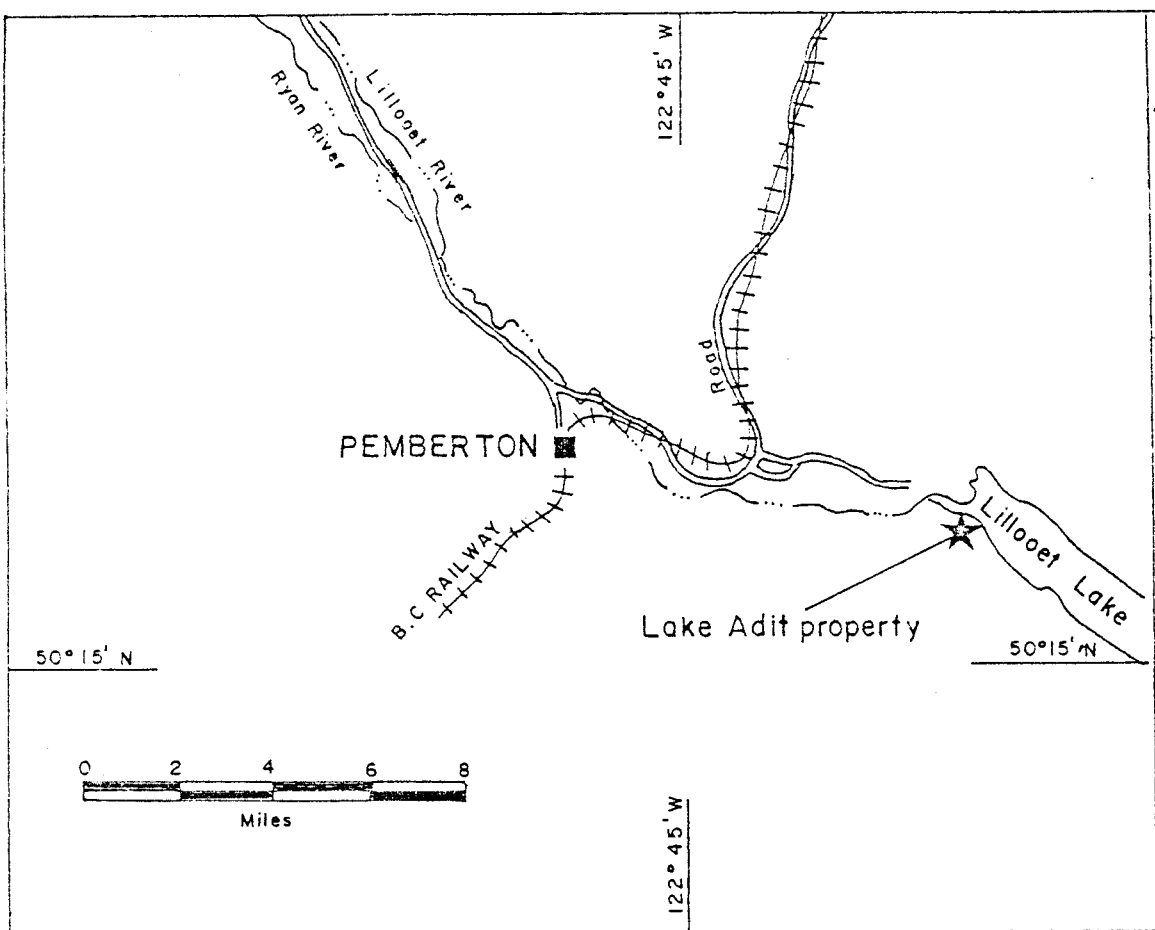 122°45' W
Lillooet River
Ryan River
Road
PEMBERTON
B.C RAILWAY
Lillooet Lake
Lake Adit property
50°15' N
50°15' N
0 2 4 6 8
Miles
122°45' W